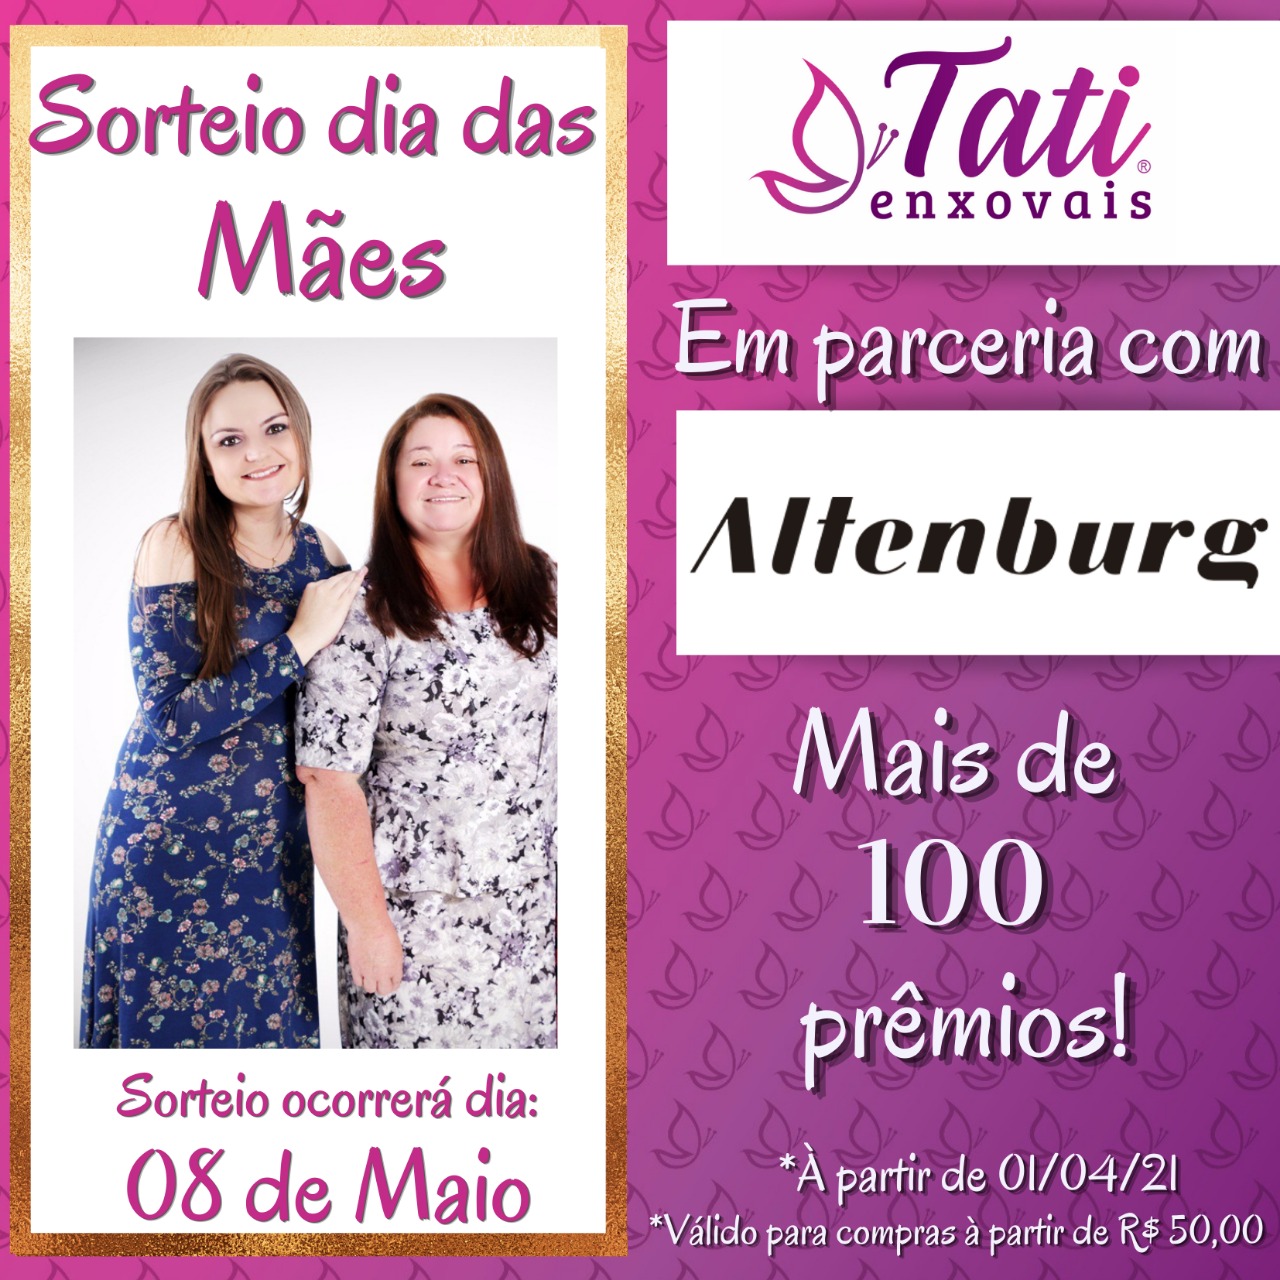 Sorteio dia das
Mães
Sorteio ocorrerá dia:
08 de Maio
Tati®
enxovais
Em parceria com
Altenburg
Mais de
100
prêmios!
*À partir de 01/04/21
*Válido para compras à partir de R$ 50,00